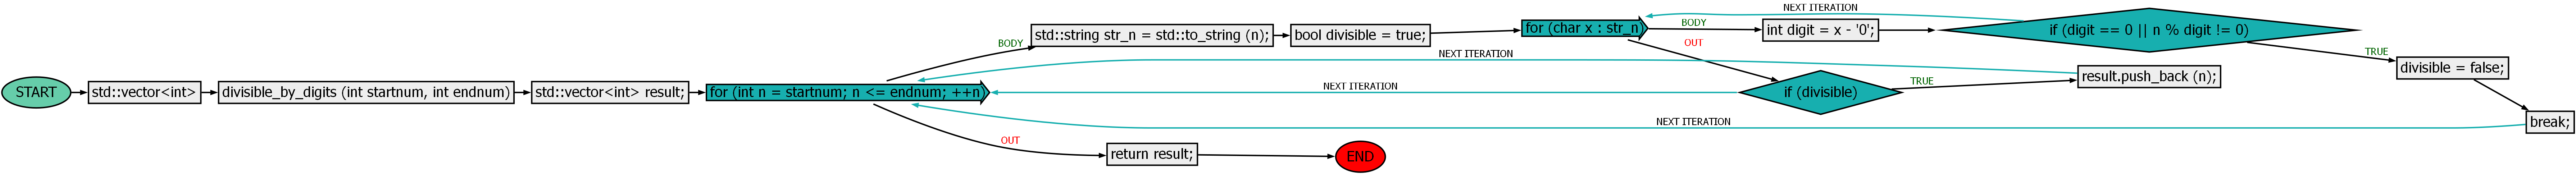 START
std::vector<int>
divisible_by_digits (int startnum, int endnum)
std::vector<int> result;
for (int n = startnum; n <= endnum; ++n)
BODY
std::string str_n = std::to_string (n);
bool divisible = true;
for (char x : str_n)
BODY
int digit = x - '0';
if (digit == 0 || n % digit != 0)
NEXT ITERATION
TRUE
divisible = false;
break;
NEXT ITERATION
OUT
if (divisible)
TRUE
result.push_back (n);
NEXT ITERATION
NEXT ITERATION
OUT
return result;
END